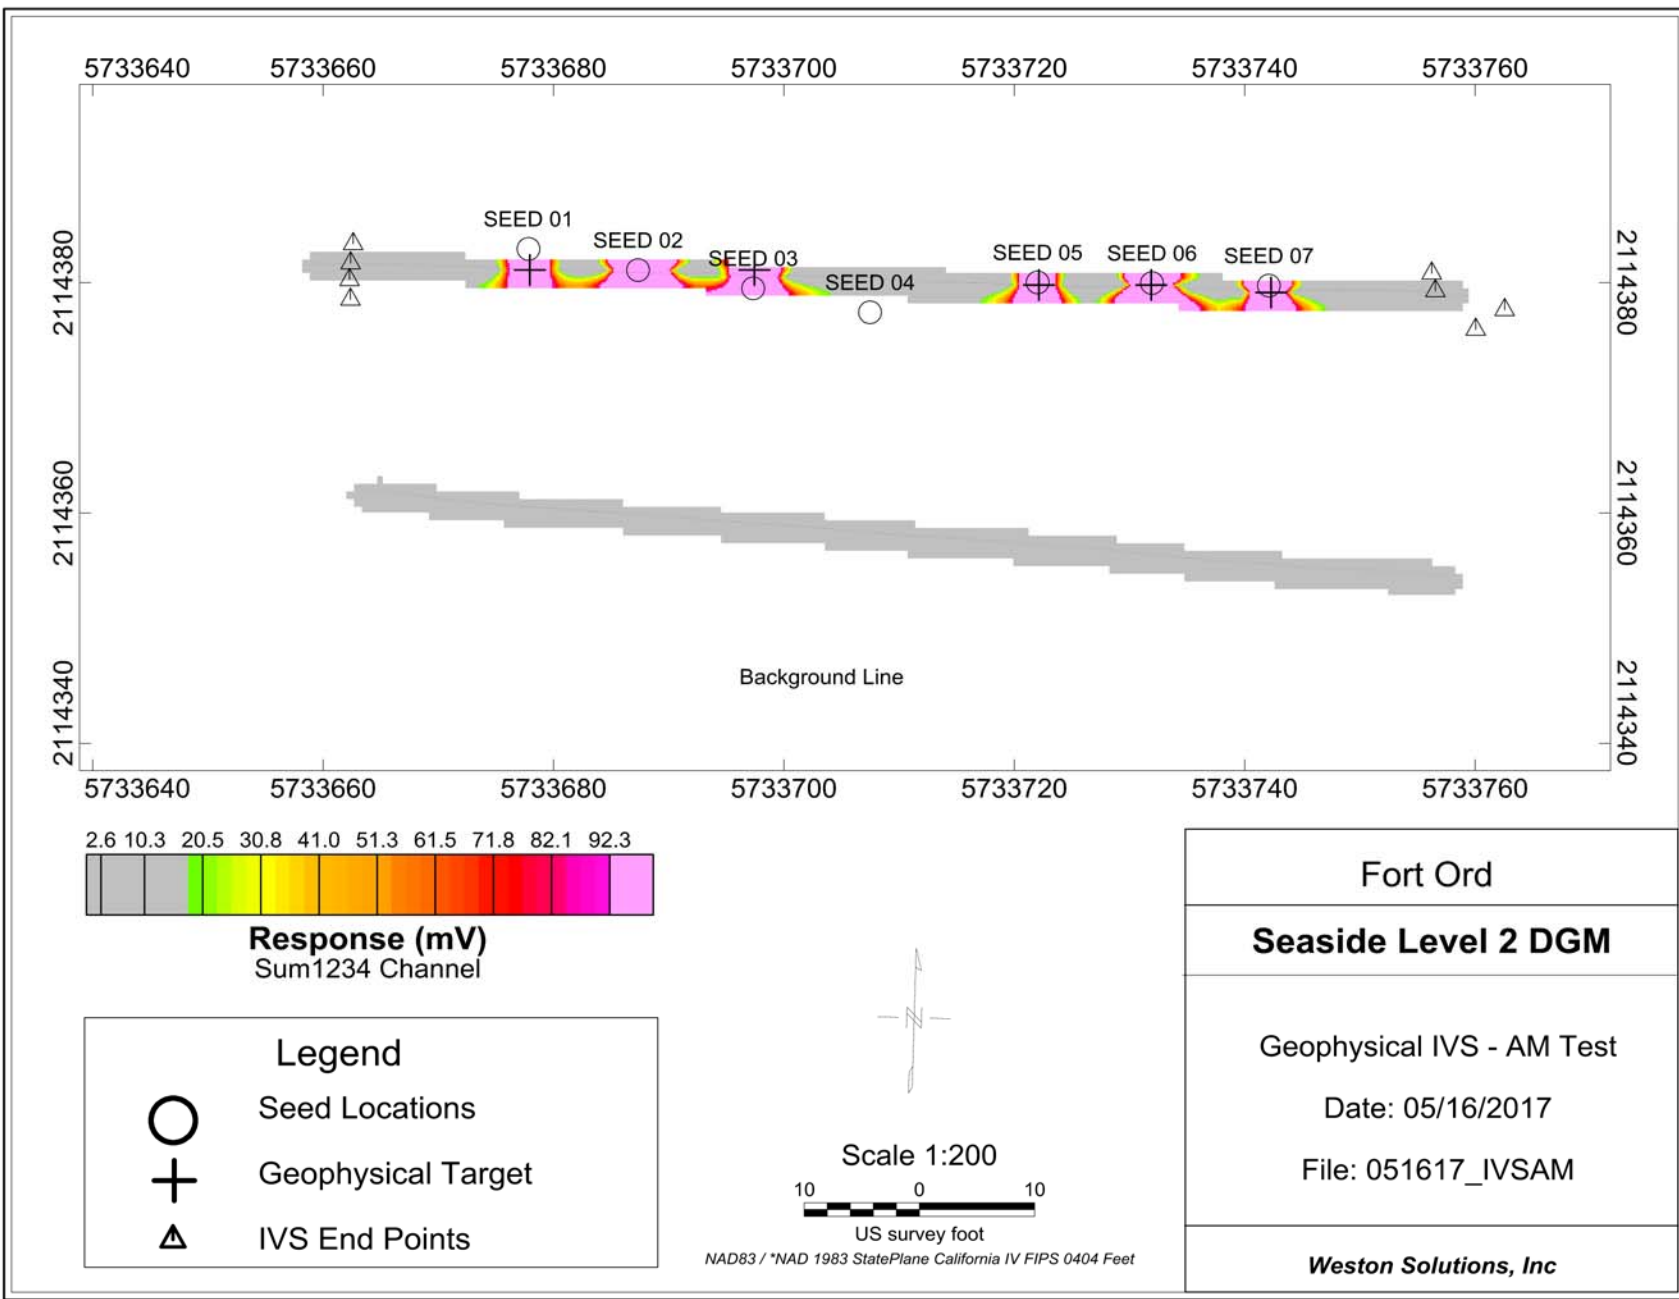 5733640 5733660 5733680 5733700 5733720 5733740 5733760
2114380
2114380
SEED 01
SEED 02
SEED 03
SEED 04
SEED 05
SEED 06
SEED 07
2114360
2114360
Background Line
2114340
2114340
5733640 5733660 5733680 5733700 5733720 5733740 5733760
2.6 10.3 20.5 30.8 41.0 51.3 61.5 71.8 82.1 92.3
Response (mV)
Sum1234 Channel
Legend
Seed Locations
Geophysical Target
IVS End Points
N
Scale 1:200
10 0 10
US survey foot
NAD83 / *NAD 1983 StatePlane California IV FIPS 0404 Feet
Fort Ord
Seaside Level 2 DGM
Geophysical IVS - AM Test
Date: 05/16/2017
File: 051617_IVSAM
Weston Solutions, Inc